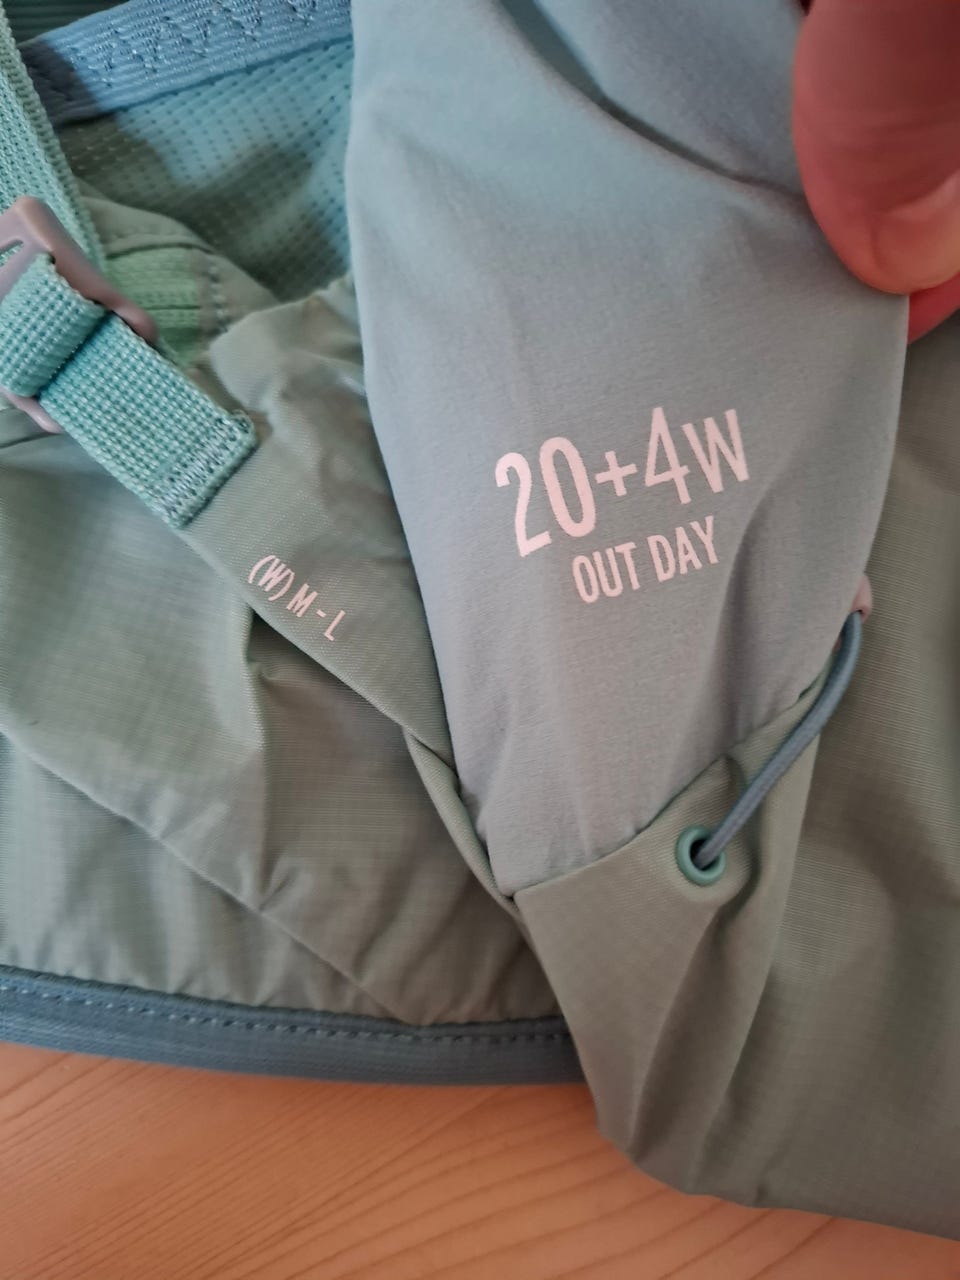 20+4W
OUT DAY
(W) M - L